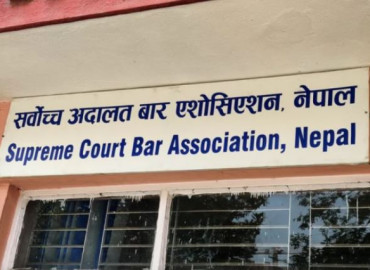 सर्वोच्च अदालत बार एशोसिएशन, नेपाल
Supreme Court Bar Association, Nepal